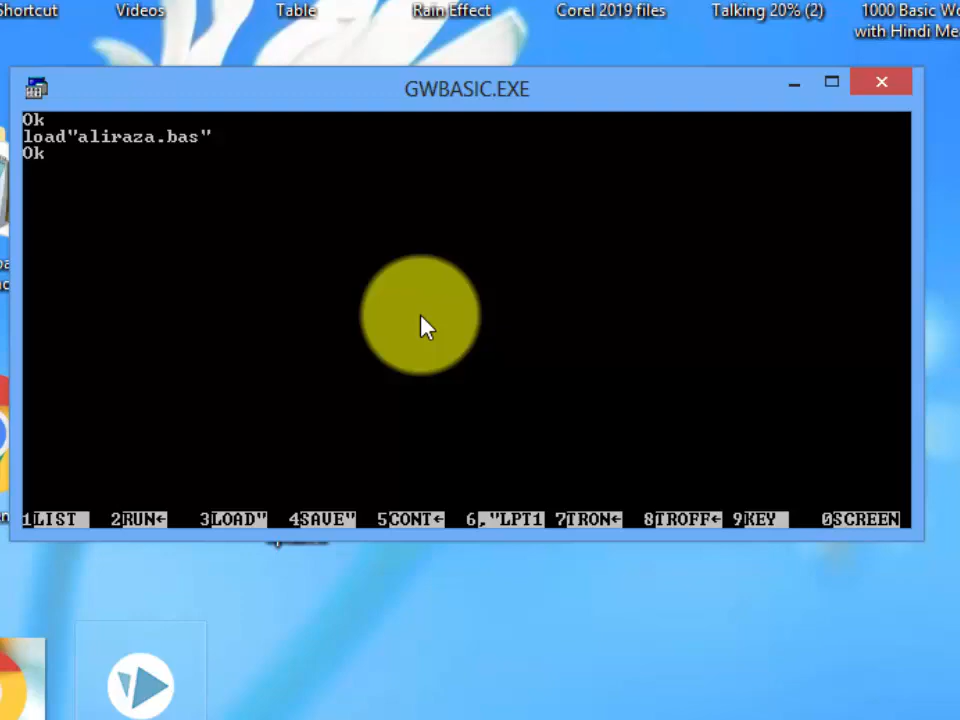 Shortcut Videos Table Rain Effect Corel 2019 files Talking 20% (2) 1000 Basic Wo
with Hindi Me
GWBASIC.EXE
Ok
load"aliraza.bas"
Ok
1LIST 2RUN← 3LOAD" 4SAVE" 5CONT← 6,"LPT1 7TRON← 8TROFF← 9KEY 0SCREEN